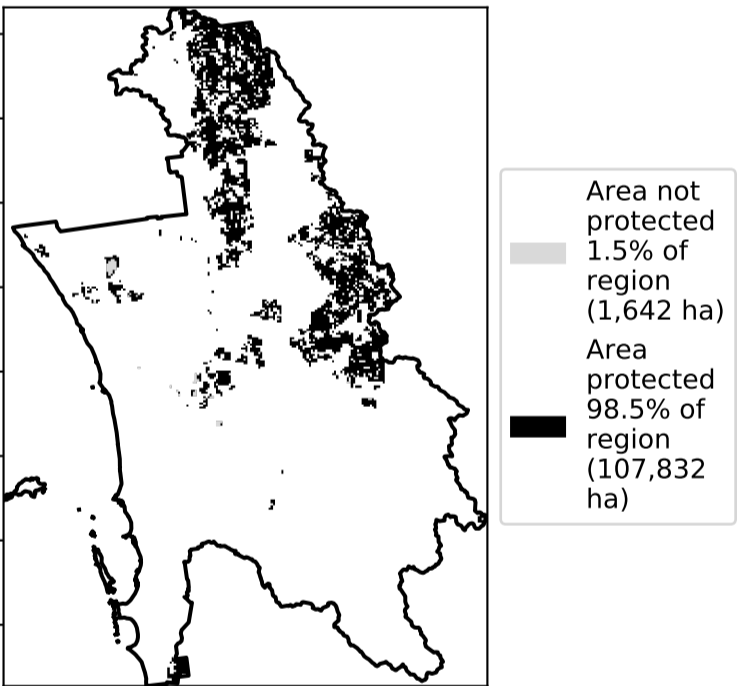 Area not
protected
1.5% of
region
(1,642 ha)
Area
protected
98.5% of
region
(107,832
ha)